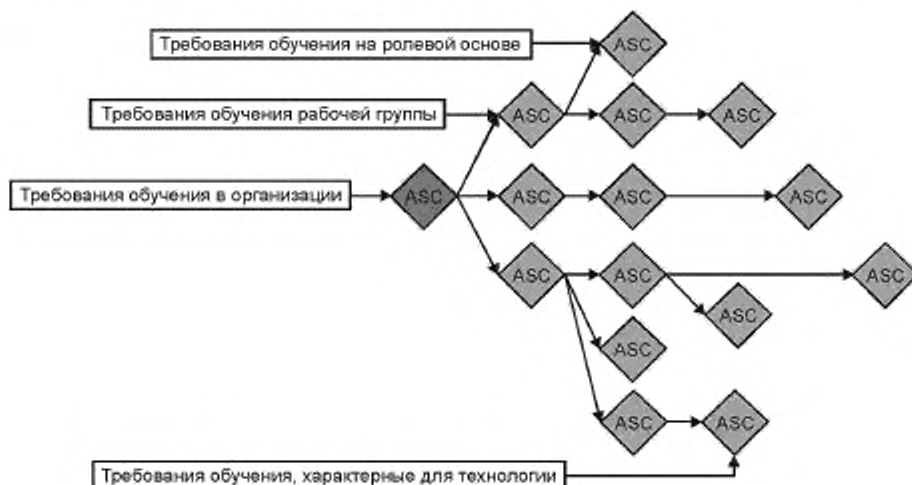 Требования обучения на ролевой основе
ASC
Требования обучения рабочей группы
ASC
ASC
ASC
Требования обучения в организации
ASC
ASC
ASC
ASC
ASC
ASC
ASC
ASC
ASC
ASC
ASC
Требования обучения, характерные для технологии